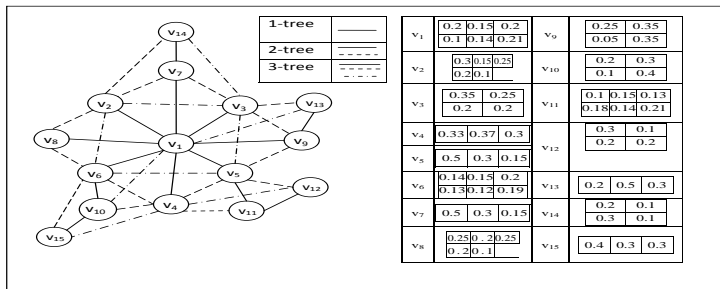 1-tree
2-tree
3-tree
v14
v7
v2
v3
v13
v8
v1
v9
v6
v5
v12
v10
v4
v11
v15
v1 0.2 0.15 0.2 v9 0.25 0.35
0.1 0.14 0.21 0.05 0.35
v2 0.3 0.15 0.25 v10 0.2 0.3
0.2 0.1 0.1 0.4
v3 0.35 0.25 v11 0.1 0.15 0.13
0.2 0.2 0.18 0.14 0.21
v4 0.33 0.37 0.3 v12 0.3 0.1
0.2 0.2
v5 0.5 0.3 0.15
v6 0.14 0.15 0.2 v13 0.2 0.5 0.3
0.13 0.12 0.19
v7 0.5 0.3 0.15 v14 0.2 0.1
0.3 0.1
v8 0.25 0.2 0.25 v15 0.4 0.3 0.3
0.2 0.1